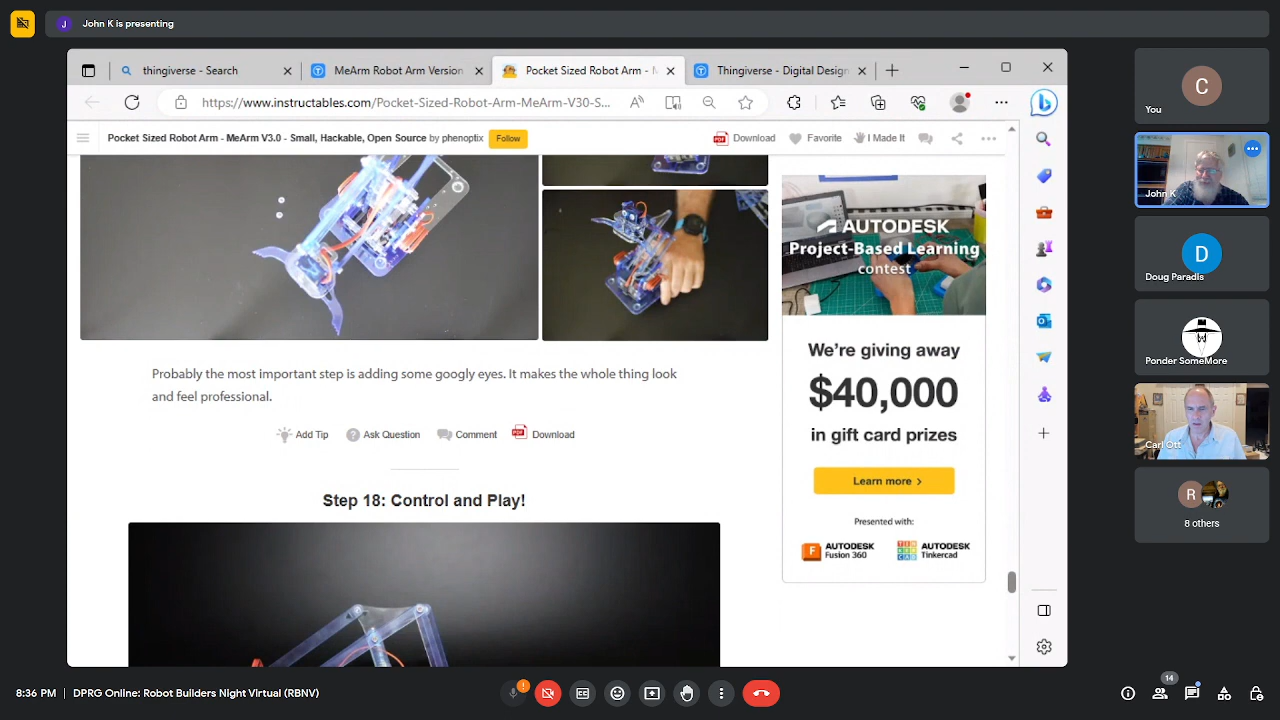 John K is presenting
thingiverse - Search
MeArm Robot Arm Version
Pocket Sized Robot Arm - M
Thingiverse - Digital Design
https://www.instructables.com/Pocket-Sized-Robot-Arm-MeArm-V30-S...
Pocket Sized Robot Arm - MeArm V3.0 - Small, Hackable, Open Source by phenoptix
Follow
Download
Favorite
I Made It
AUTODESK
Project-Based Learning
contest
We're giving away
$40,000
in gift card prizes
Learn more >
Presented with:
AUTODESK
Fusion 360
AUTODESK
Tinkercad
Probably the most important step is adding some googly eyes. It makes the whole thing look
and feel professional.
Add Tip
Ask Question
Comment
Download
Step 18: Control and Play!
C
You
John K
D
Doug Paradis
Ponder SomeMore
Carl Ott
R
8 others
8:36 PM | DPRG Online: Robot Builders Night Virtual (RBNV)
14